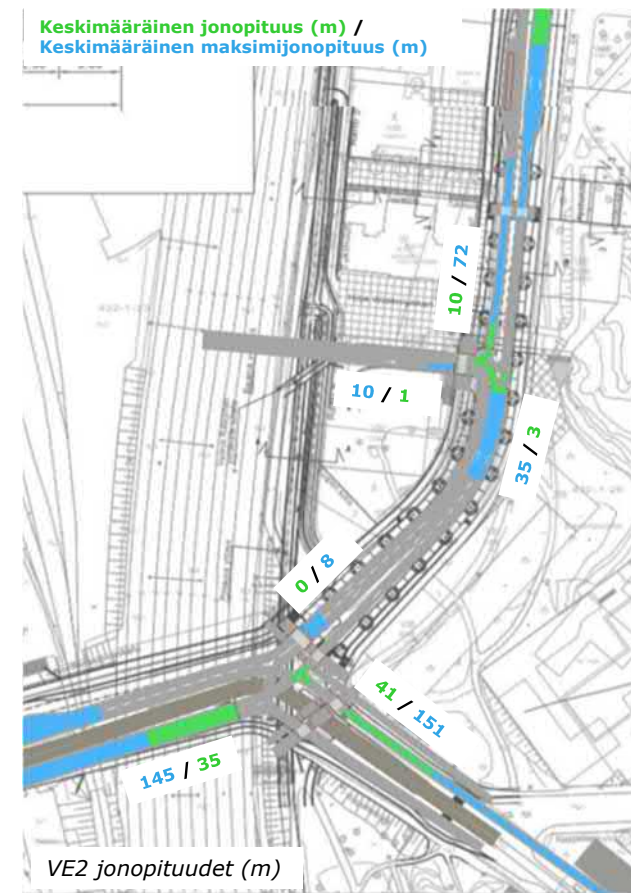 Keskimääräinen jonopituus (m) /
Keskimääräinen maksimijonopituus (m)
10 / 72
10 / 1
35 / 3
0 / 8
41 / 151
145 / 35
VE2 jonopituudet (m)